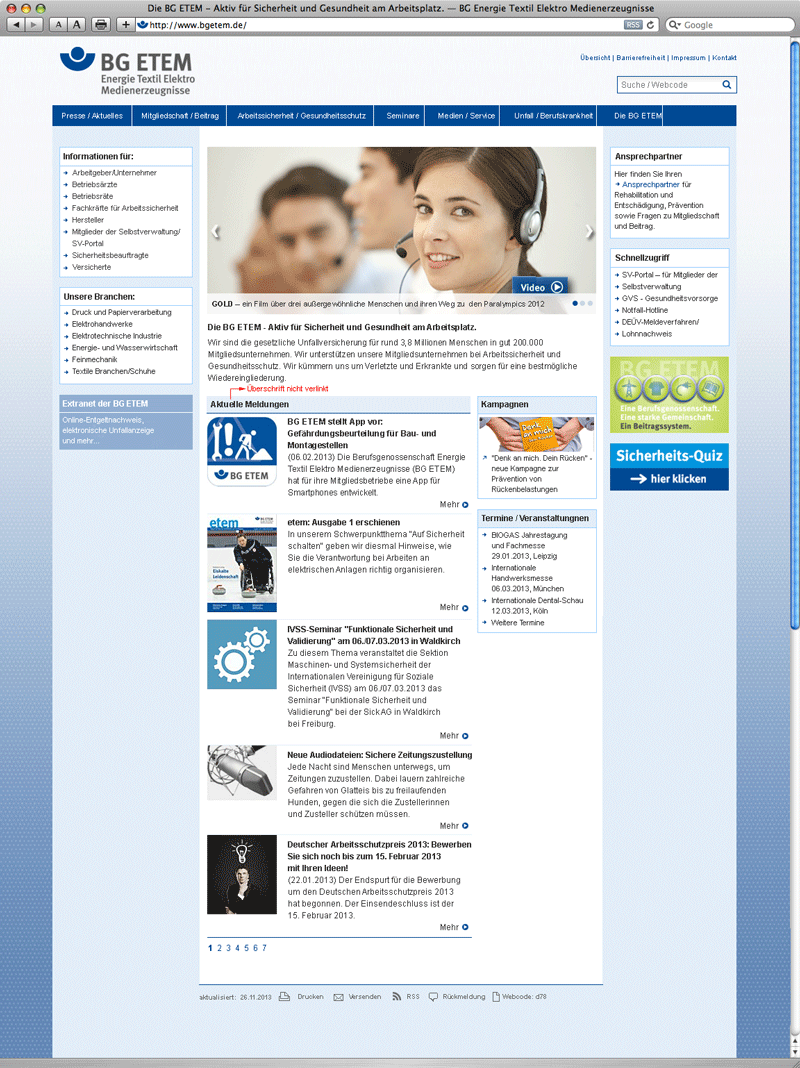 Die BG ETEM – Aktiv für Sicherheit und Gesundheit am Arbeitsplatz. — BG Energie Textil Elektro Medienerzeugnisse
http://www.bgetem.de/
RSS
Google
BG ETEM
Energie Textil Elektro
Medienerzeugnisse
Übersicht | Barrierefreiheit | Impressum | Kontakt
Suche / Webcode
Presse / Aktuelles
Mitgliedschaft / Beitrag
Arbeitssicherheit / Gesundheitsschutz
Seminare
Medien / Service
Unfall / Berufskrankheit
Die BG ETEM
Informationen für:
Arbeitgeber/Unternehmer
Betriebsärzte
Betriebsräte
Fachkräfte für Arbeitssicherheit
Hersteller
Mitglieder der Selbstverwaltung/
SV-Portal
Sicherheitsbeauftragte
Versicherte
Unsere Branchen:
Druck und Papierverarbeitung
Elektrohandwerke
Elektrotechnische Industrie
Energie- und Wasserwirtschaft
Feinmechanik
Textile Branchen/Schuhe
Extranet der BG ETEM
Online-Entgeltnachweis,
elektronische Unfallanzeige
und mehr...
Video
GOLD – ein Film über drei außergewöhnliche Menschen und ihren Weg zu den Paralympics 2012
Die BG ETEM - Aktiv für Sicherheit und Gesundheit am Arbeitsplatz.
Wir sind die gesetzliche Unfallversicherung für rund 3,8 Millionen Menschen in gut 200.000
Mitgliedsunternehmen. Wir unterstützen unsere Mitgliedsunternehmen bei Arbeitssicherheit und
Gesundheitsschutz. Wir kümmern uns um Verletzte und Erkrankte und sorgen für eine bestmögliche
Wiedereingliederung.
Überschrift nicht verlinkt
Aktuelle Meldungen
BG ETEM stellt App vor:
Gefährdungsbeurteilung für Bau- und
Montagestellen
(06.02.2013) Die Berufsgenossenschaft Energie
Textil Elektro Medienerzeugnisse (BG ETEM)
hat für ihre Mitgliedsbetriebe eine App für
Smartphones entwickelt.
Mehr
BG ETEM
etem: Ausgabe 1 erschienen
In unserem Schwerpunktthema "Auf Sicherheit
schalten" geben wir diesmal Hinweise, wie
Sie die Verantwortung bei Arbeiten an
elektrischen Anlagen richtig organisieren.
Mehr
etem
Eiskalte
Leidenschaft
IVSS-Seminar "Funktionale Sicherheit und
Validierung" am 06./07.03.2013 in Waldkirch
Zu diesem Thema veranstaltet die Sektion
Maschinen- und Systemsicherheit der
Internationalen Vereinigung für Soziale
Sicherheit (IVSS) am 06./07.03.2013 das
Seminar "Funktionale Sicherheit und
Validierung" bei der Sick AG in Waldkirch
bei Freiburg.
Mehr
Neue Audiodateien: Sichere Zeitungszustellung
Jede Nacht sind Menschen unterwegs, um
Zeitungen zuzustellen. Dabei lauern zahlreiche
Gefahren von Glatteis bis zu freilaufenden
Hunden, gegen die sich die Zustellerinnen
und Zusteller schützen müssen.
Mehr
Deutscher Arbeitsschutzpreis 2013: Bewerben
Sie sich noch bis zum 15. Februar 2013
mit Ihren Ideen!
(22.01.2013) Der Endspurt für die Bewerbung
um den Deutschen Arbeitsschutzpreis 2013
hat begonnen. Der Einsendeschluss ist der
15. Februar 2013.
Mehr
1 2 3 4 5 6 7
Kampagnen
Denk
an mich
Dein Rücken
"Denk an mich. Dein Rücken" -
neue Kampagne zur
Prävention von
Rückenbelastungen
Termine / Veranstaltungnen
BIOGAS Jahrestagung
und Fachmesse
29.01.2013, Leipzig
Internationale
Handwerksmesse
06.03.2013, München
Internationale Dental-Schau
12.03.2013, Köln
Weitere Termine
Ansprechpartner
Hier finden Sie Ihren
Ansprechpartner für
Rehabilitation und
Entschädigung, Prävention
sowie Fragen zu Mitgliedschaft
und Beitrag.
Schnellzugriff
SV-Portal – für Mitglieder der
Selbstverwaltung
GVS - Gesundheitsvorsorge
Notfall-Hotline
DEÜV-Meldeverfahren/
Lohnnachweis
BG ETEM
Eine Berufsgenossenschaft.
Eine starke Gemeinschaft.
Ein Beitragssystem.
Sicherheits-Quiz
hier klicken
aktualisiert: 26.11.2013
Drucken
Versenden
RSS
Rückmeldung
Webcode: d78